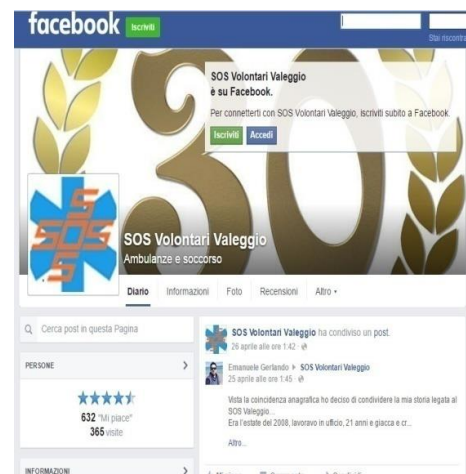 facebook Iscriviti
Stai riscontra
30
SOS Volontari Valeggio
è su Facebook.
Per connetterti con SOS Volontari Valeggio, iscriviti subito a Facebook.
Iscriviti Accedi
SOS
SOS Volontari Valeggio
Ambulanze e soccorso
Diario Informazioni Foto Recensioni Altro
Cerca post in questa Pagina
PERSONE
632 "Mi piace"
365 visite
INFORMAZIONI
SOS Volontari Valeggio ha condiviso un post.
26 aprile alle ore 1:42
Emanuele Gerlando SOS Volontari Valeggio
25 aprile alle ore 1:45
Vista la coincidenza anagrafica ho deciso di condividere la mia storia legata al
SOS Valeggio...
Era l'estate del 2008, lavoravo in ufficio, 21 anni e giacca e cr...
Altro...